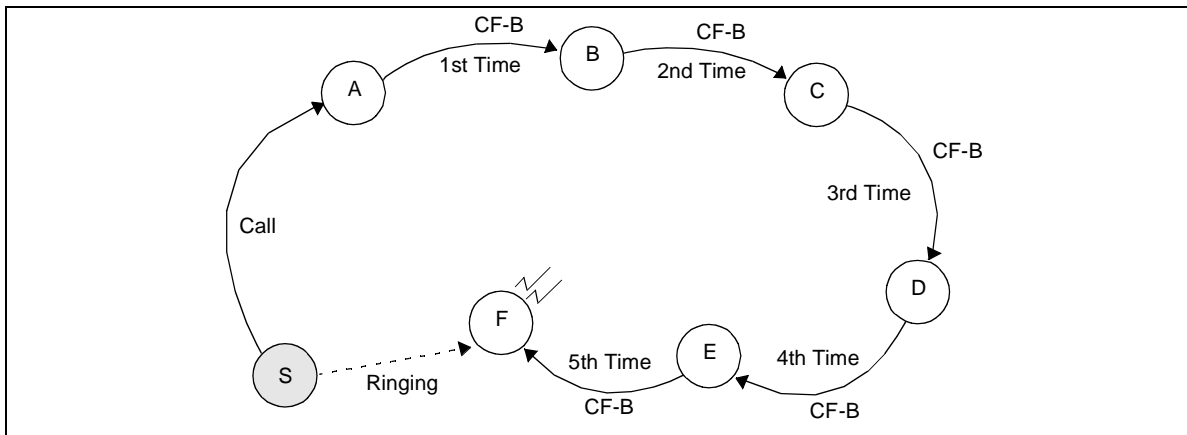 CF-B
CF-B
1st Time
B
2nd Time
A
C
CF-B
3rd Time
Call
D
F
E
5th Time
4th Time
S
Ringing
CF-B
CF-B